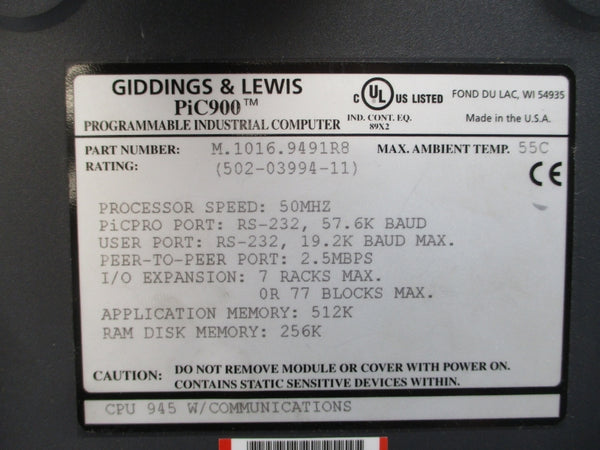 GIDDINGS & LEWIS
PiC900™
PROGRAMMABLE INDUSTRIAL COMPUTER
C UL US LISTED
IND. CONT. EQ.
89X2
FOND DU LAC, WI 54935
Made in the U.S.A.
PART NUMBER: M.1016.9491R8 MAX. AMBIENT TEMP. 55C
RATING: (502-03994-11)
CE
PROCESSOR SPEED: 50MHZ
PiCPRO PORT: RS-232, 57.6K BAUD
USER PORT: RS-232, 19.2K BAUD MAX.
PEER-TO-PEER PORT: 2.5MBPS
I/O EXPANSION: 7 RACKS MAX.
OR 77 BLOCKS MAX.
APPLICATION MEMORY: 512K
RAM DISK MEMORY: 256K
CAUTION: DO NOT REMOVE MODULE OR COVER WITH POWER ON.
CONTAINS STATIC SENSITIVE DEVICES WITHIN.
CPU 945 W/COMMUNICATIONS